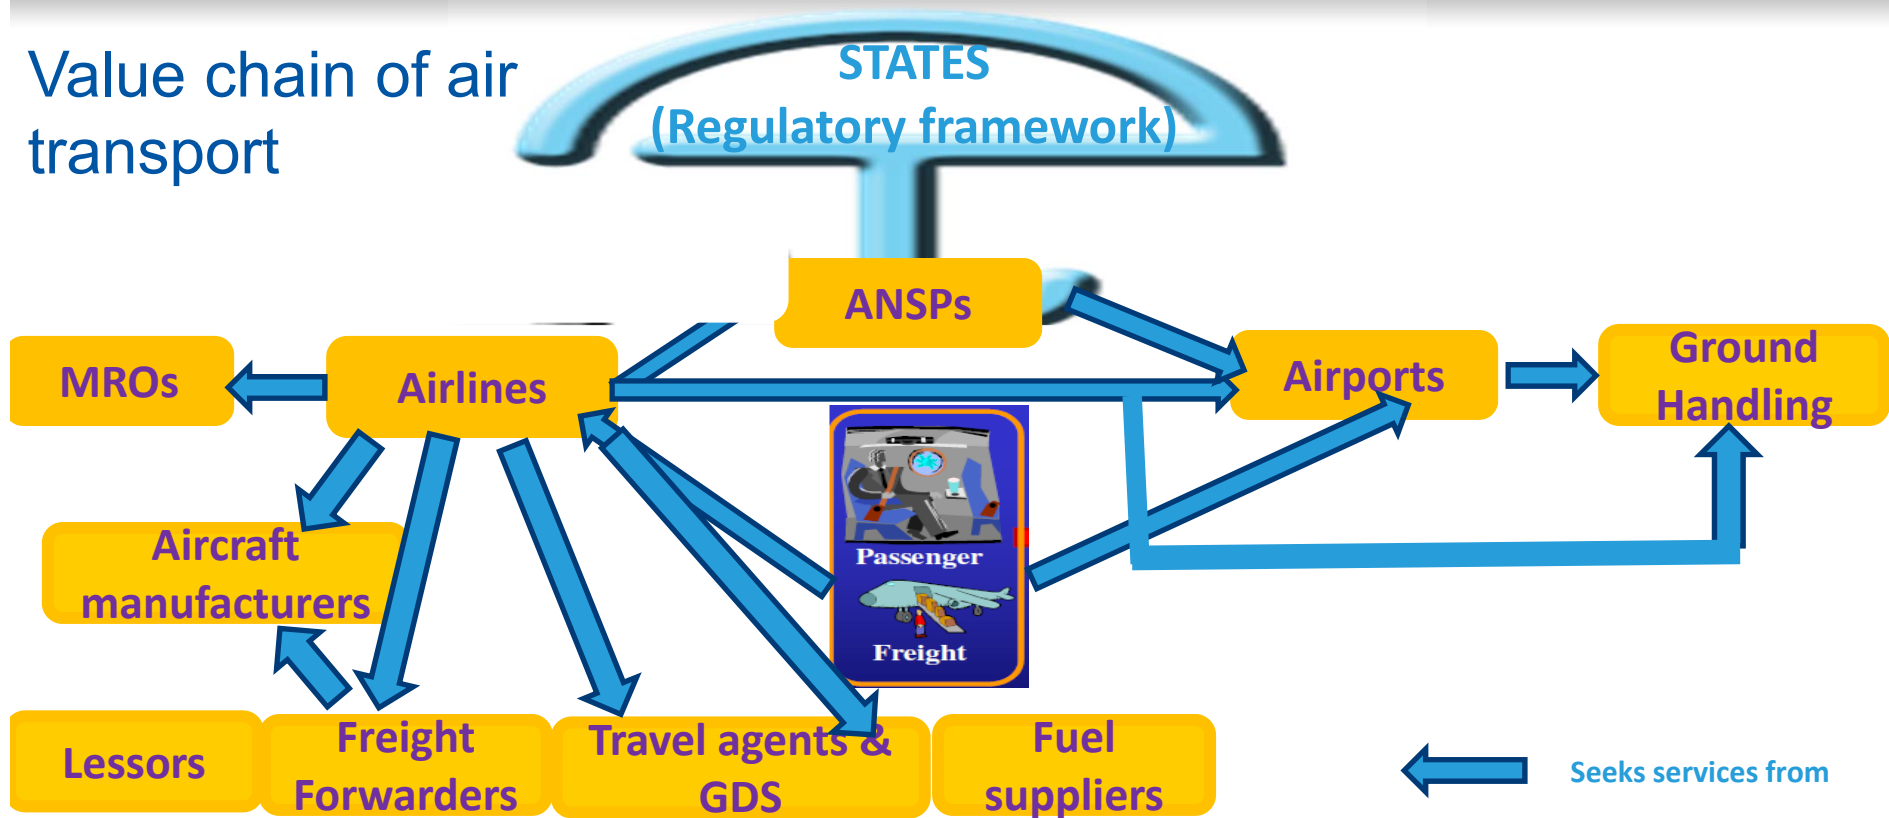 Value chain of air
transport
STATES
(Regulatory framework)
ANSPs
MROs
Airlines
Airports
Ground
Handling
Passenger
Freight
Aircraft
manufacturers
Lessors
Freight
Forwarders
Travel agents &
GDS
Fuel
suppliers
Seeks services from